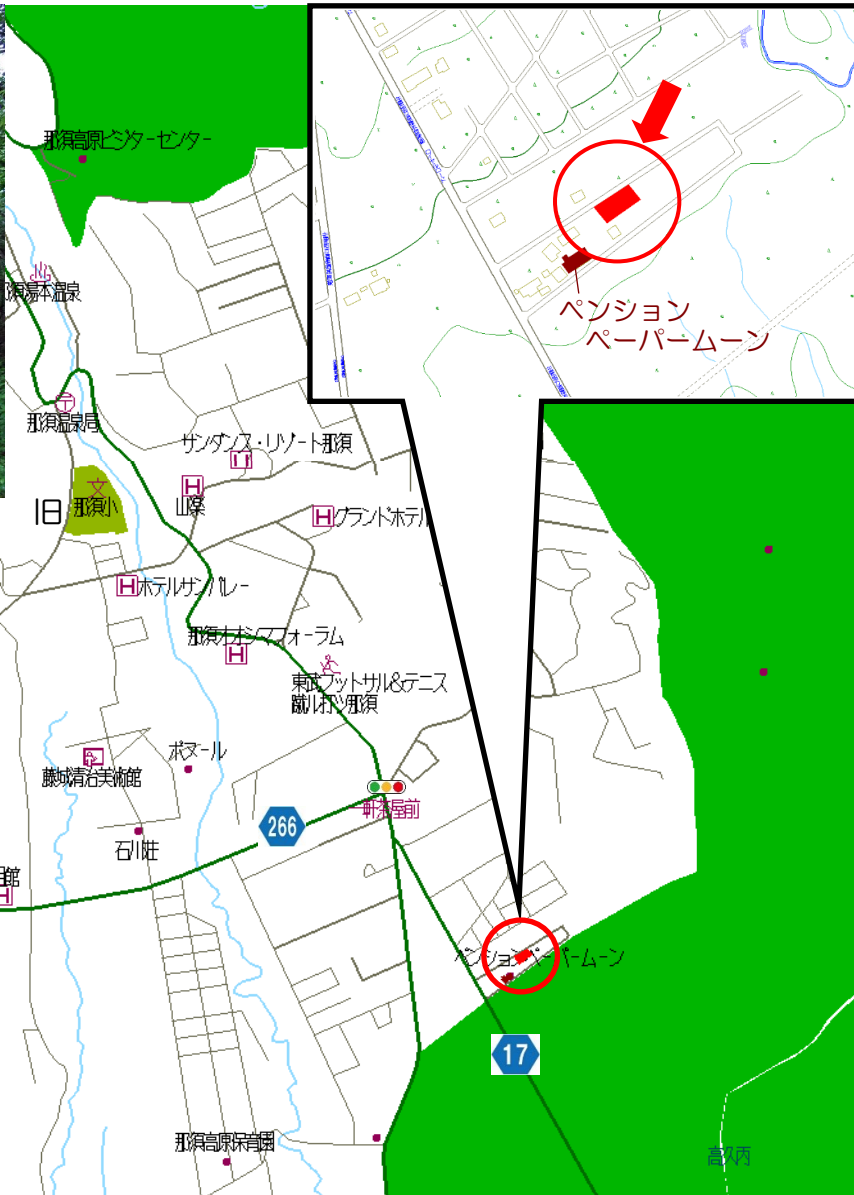 那須高原ビジターセンター
那須湯本温泉
那須温泉局
旧
那須小
サンダンス・リゾート那須
山楽
グランドホテル
ホテルサンバレー
那須オオシマフォーラム
東武フットサル&テニス
蹴ル打ツ那須
ボヌール
藤城清治美術館
石川荘
266
一軒茶屋前
館
ペンションペーパームーン
17
那須高原保育園
高久丙
ペンション
ペーパームーン